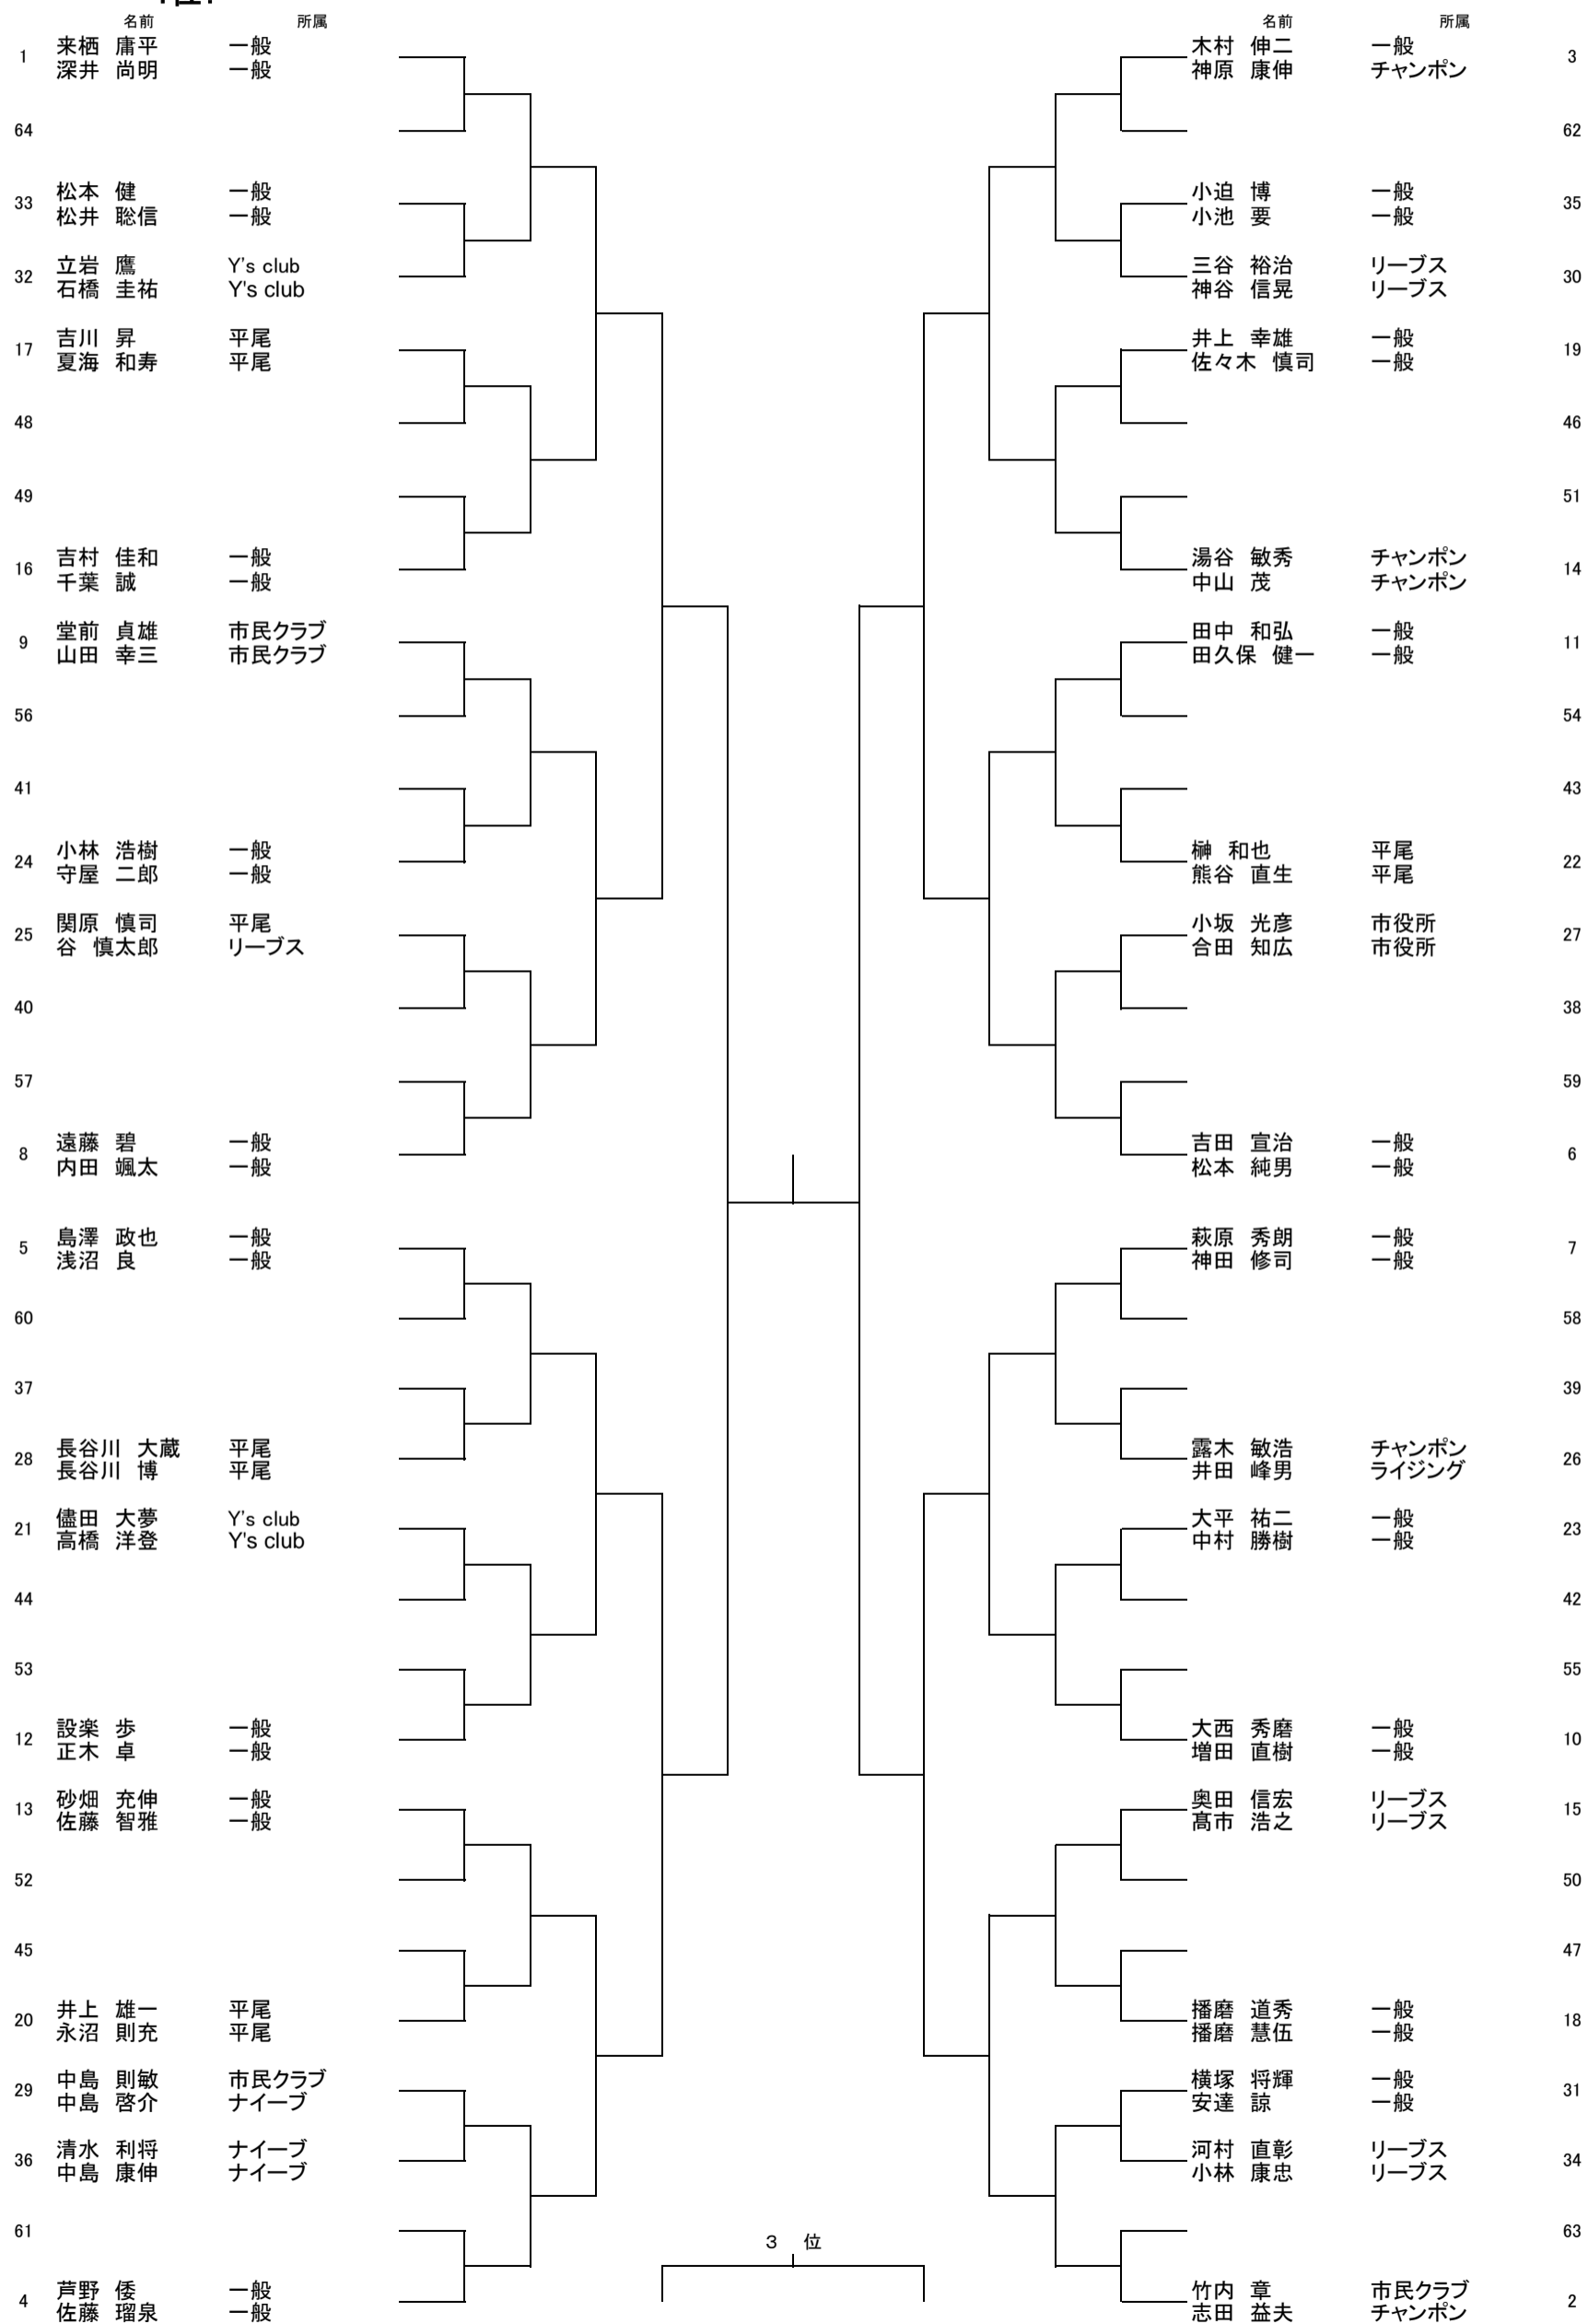 名前 所属
1 来栖 庸平 一般
深井 尚明 一般
64
33 松本 健 一般
松井 聡信 一般
32 立岩 鷹 Y's club
石橋 圭祐 Y's club
17 吉川 昇 平尾
夏海 和寿 平尾
48
49
16 吉村 佳和 一般
千葉 誠 一般
9 堂前 貞雄 市民クラブ
山田 幸三 市民クラブ
56
41
24 小林 浩樹 一般
守屋 二郎 一般
25 関原 慎司 平尾
谷 慎太郎 リーブス
40
57
8 遠藤 碧 一般
内田 颯太 一般
5 島澤 政也 一般
浅沼 良 一般
60
37
28 長谷川 大蔵 平尾
長谷川 博 平尾
21 儘田 大夢 Y's club
高橋 洋登 Y's club
44
53
12 設楽 歩 一般
正木 卓 一般
13 砂畑 充伸 一般
佐藤 智雅 一般
52
45
20 井上 雄一 平尾
永沼 則充 平尾
29 中島 則敏 市民クラブ
中島 啓介 ナイーブ
36 清水 利将 ナイーブ
中島 康伸 ナイーブ
61
4 芦野 倭 一般
佐藤 瑠泉 一般
3 位
名前 所属
木村 伸二 一般 3
神原 康伸 チャンポン
62
小迫 博 一般 35
小池 要 一般
三谷 裕治 リーブス 30
神谷 信晃 リーブス
井上 幸雄 一般 19
佐々木 慎司 一般
46
51
湯谷 敏秀 チャンポン 14
中山 茂 チャンポン
田中 和弘 一般 11
田久保 健一 一般
54
43
榊 和也 平尾 22
熊谷 直生 平尾
小坂 光彦 市役所 27
合田 知広 市役所
38
59
吉田 宣治 一般 6
松本 純男 一般
萩原 秀朗 一般 7
神田 修司 一般
58
39
露木 敏浩 チャンポン 26
井田 峰男 ライジング
大平 祐二 一般 23
中村 勝樹 一般
42
55
大西 秀磨 一般 10
増田 直樹 一般
奥田 信宏 リーブス 15
髙市 浩之 リーブス
50
47
播磨 道秀 一般 18
播磨 慧伍 一般
横塚 将輝 一般 31
安達 諒 一般
河村 直彰 リーブス 34
小林 康忠 リーブス
63
竹内 章 市民クラブ 2
志田 益夫 チャンポン